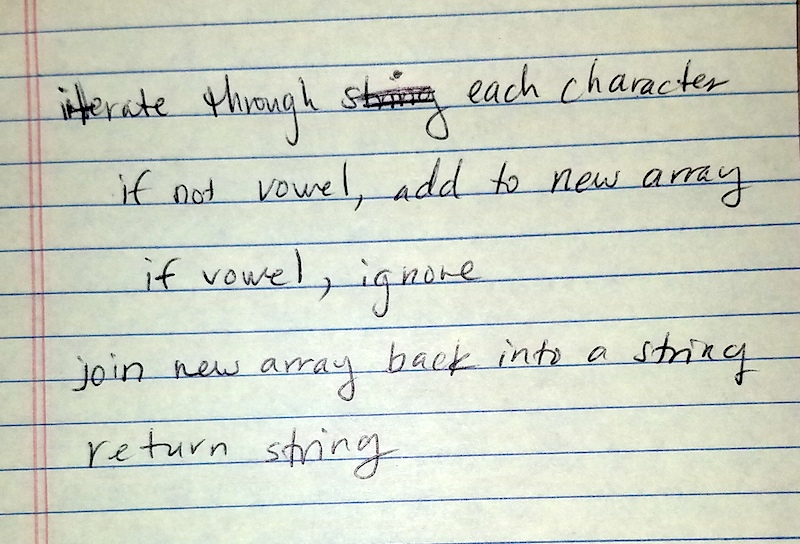 iterate through string each character
if not vowel, add to new array
if vowel, ignore
join new array back into a string
return string